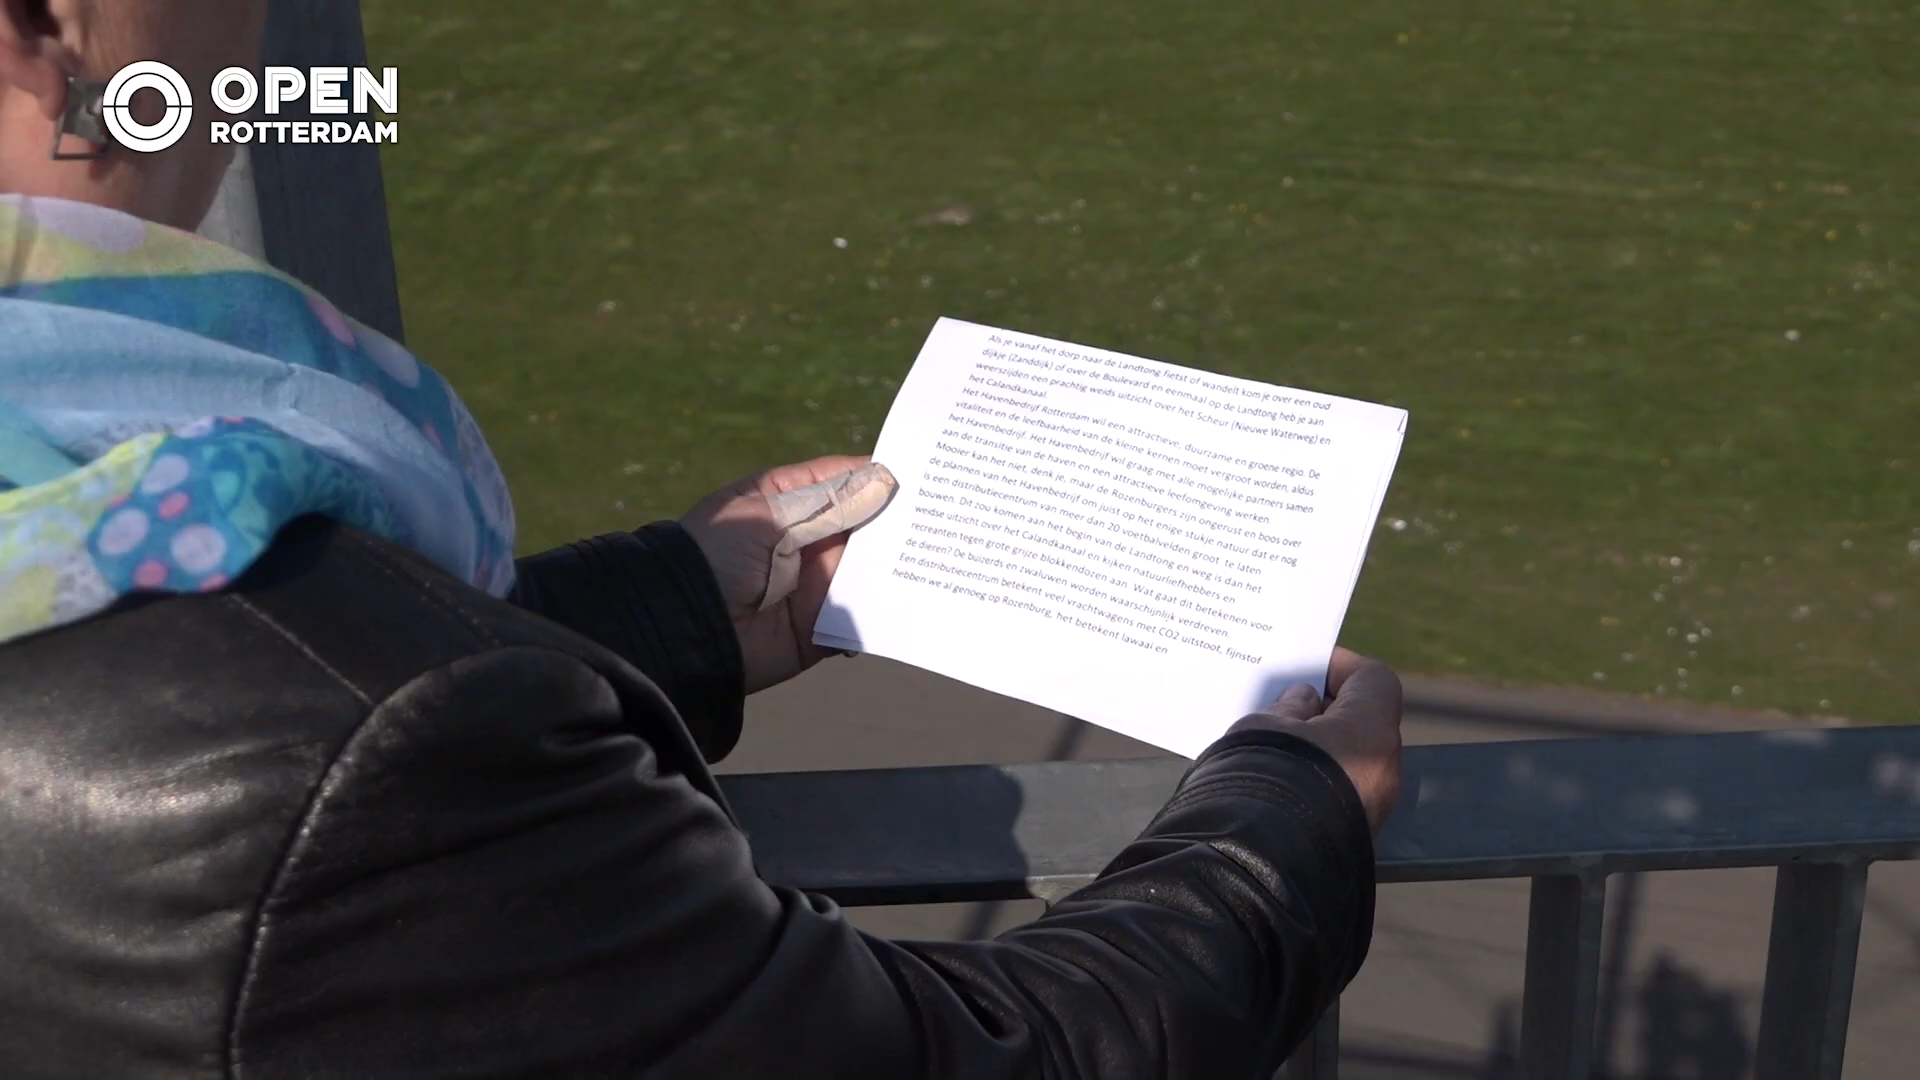 OPEN
ROTTERDAM
Als je vanaf het dorp naar de Landtong fietst of wandelt kom je over een oud
dijkje (Zanddijk) of over de Boulevard en eenmaal op de Landtong heb je aan
weerszijden een prachtig weids uitzicht over het Scheur (Nieuwe Waterweg) en
het Calandkanaal.
Het Havenbedrijf Rotterdam wil een attractieve, duurzame en groene regio. De
vitaliteit en de leefbaarheid van de kleine kernen moet vergroot worden, aldus
het Havenbedrijf. Het Havenbedrijf wil graag met alle mogelijke partners samen
aan de transitie van de haven en een attractieve leefomgeving werken.
Mooier kan het niet, denk je, maar de Rozenburgers zijn ongerust en boos over
de plannen van het Havenbedrijf om juist op het enige stukje natuur dat er nog
is een distributiecentrum van meer dan 20 voetbalvelden groot te laten
bouwen. Dit zou komen aan het begin van de Landtong en weg is dan het
weidse uitzicht over het Calandkanaal en kijken natuurliefhebbers en
recreanten tegen grote grijze blokkendozen aan. Wat gaat dit betekenen voor
de dieren? De buizerds en zwaluwen worden waarschijnlijk verdreven.
Een distributiecentrum betekent veel vrachtwagens met CO2 uitstoot, fijnstof
hebben we al genoeg op Rozenburg, het betekent lawaai en